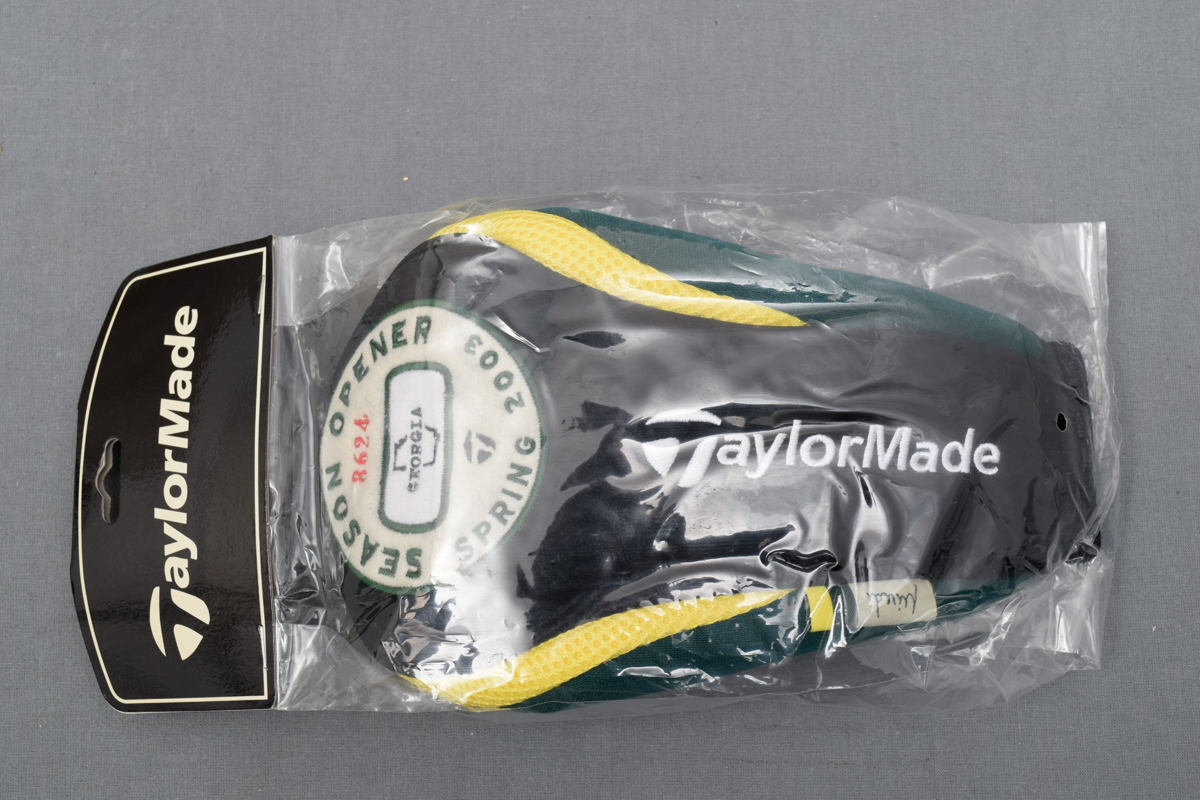 TaylorMade
SEASON OPENER
SPRING 2003
8624
GEORGIA
TaylorMade